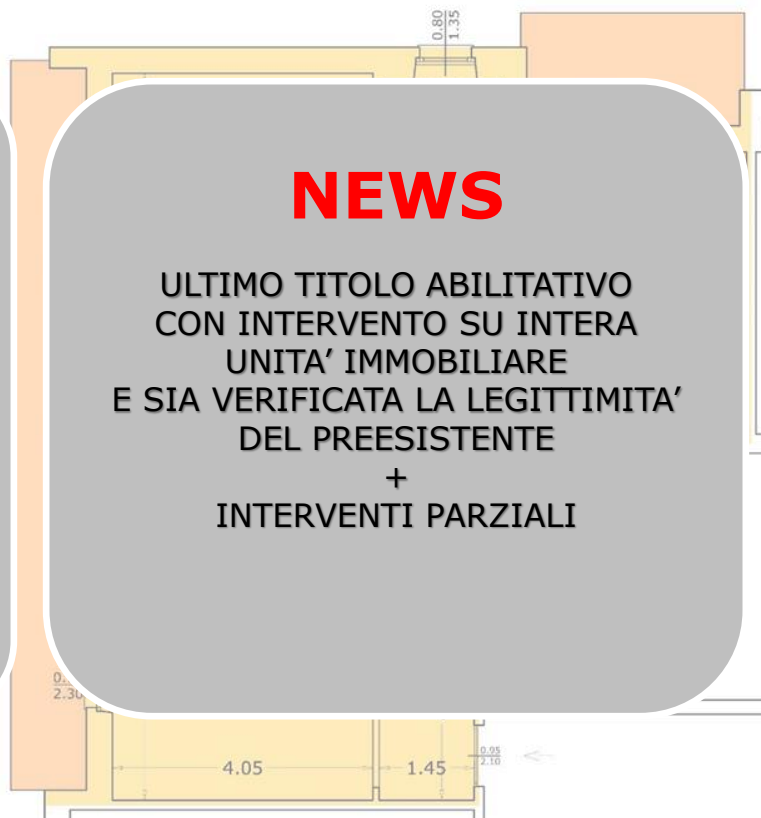 0.80
1.35
NEWS
ULTIMO TITOLO ABILITATIVO
CON INTERVENTO SU INTERA
UNITA’ IMMOBILIARE
E SIA VERIFICATA LA LEGITTIMITA’
DEL PREESISTENTE
+
INTERVENTI PARZIALI
2.30
4.05
1.45
0.95
2.10